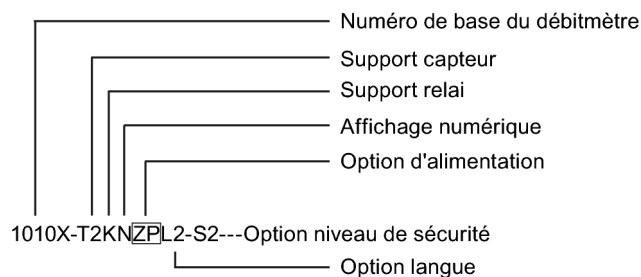 Numéro de base du débitmètre
Support capteur
Support relai
Affichage numérique
Option d'alimentation
1010X-T2KNZPL2-S2---Option niveau de sécurité
Option langue